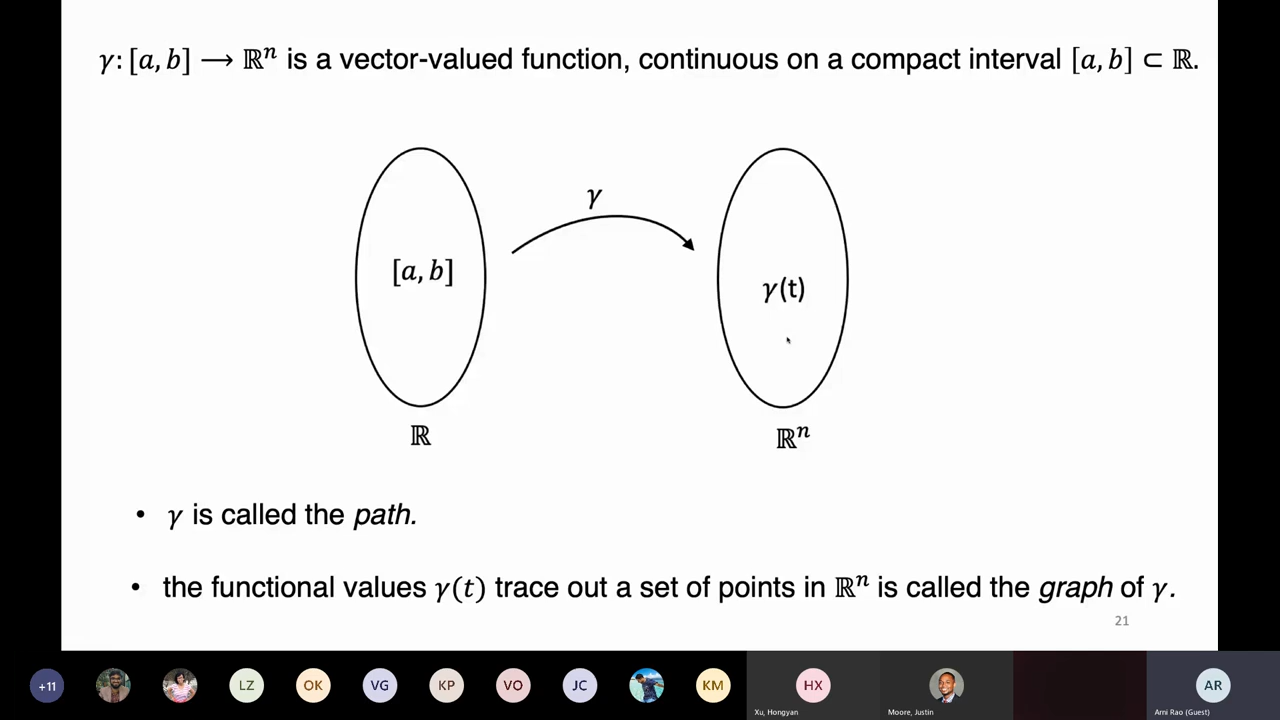 γ: [a, b] ⟶ ℝⁿ is a vector-valued function, continuous on a compact interval [a, b] ⊂ ℝ.
γ
[a, b]
γ(t)
ℝ
ℝⁿ
• γ is called the path.
• the functional values γ(t) trace out a set of points in ℝⁿ is called the graph of γ.
21
+11
LZ
OK
VG
KP
VO
JC
KM
HX
AR
Xu, Hongyan
Moore, Justin
Arni Rao (Guest)